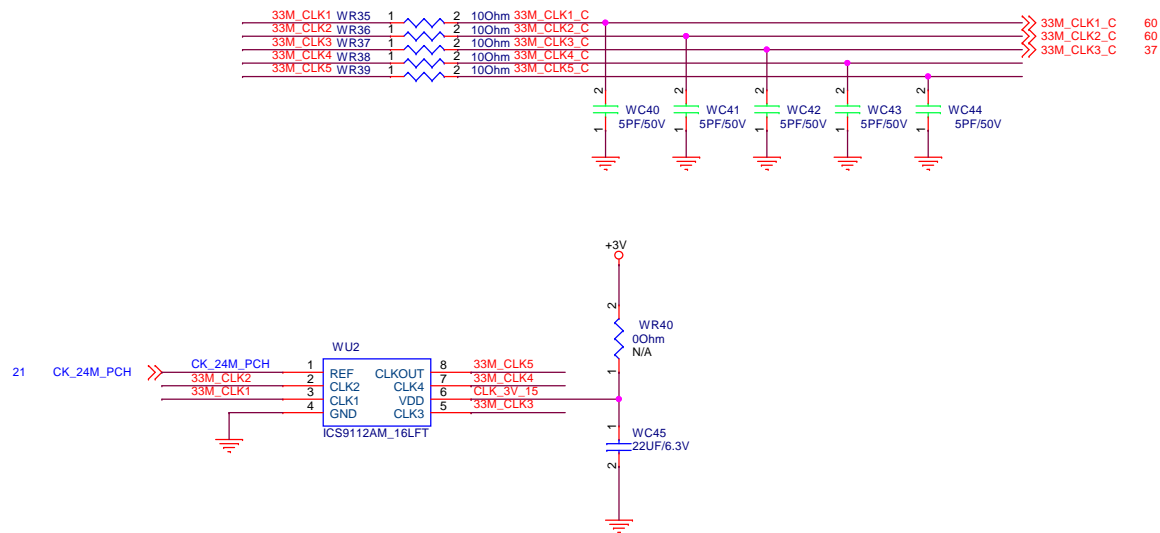 33M_CLK1 WR35 1 2 10Ohm 33M_CLK1_C 33M_CLK1_C 60
33M_CLK2 WR36 1 2 10Ohm 33M_CLK2_C 33M_CLK2_C 60
33M_CLK3 WR37 1 2 10Ohm 33M_CLK3_C 33M_CLK3_C 37
33M_CLK4 WR38 1 2 10Ohm 33M_CLK4_C
33M_CLK5 WR39 1 2 10Ohm 33M_CLK5_C
2 2 2 2 2
WC40 WC41 WC42 WC43 WC44
5PF/50V 5PF/50V 5PF/50V 5PF/50V 5PF/50V
1 1 1 1 1
+3V
2
WR40
0Ohm
N/A
1
WU2
21 CK_24M_PCH CK_24M_PCH 1 REF CLKOUT 8 33M_CLK5
33M_CLK2 2 CLK2 CLK4 7 33M_CLK4
33M_CLK1 3 CLK1 VDD 6 CLK_3V_15
4 GND CLK3 5 33M_CLK3
ICS9112AM_16LFT
1
WC45
22UF/6.3V
2